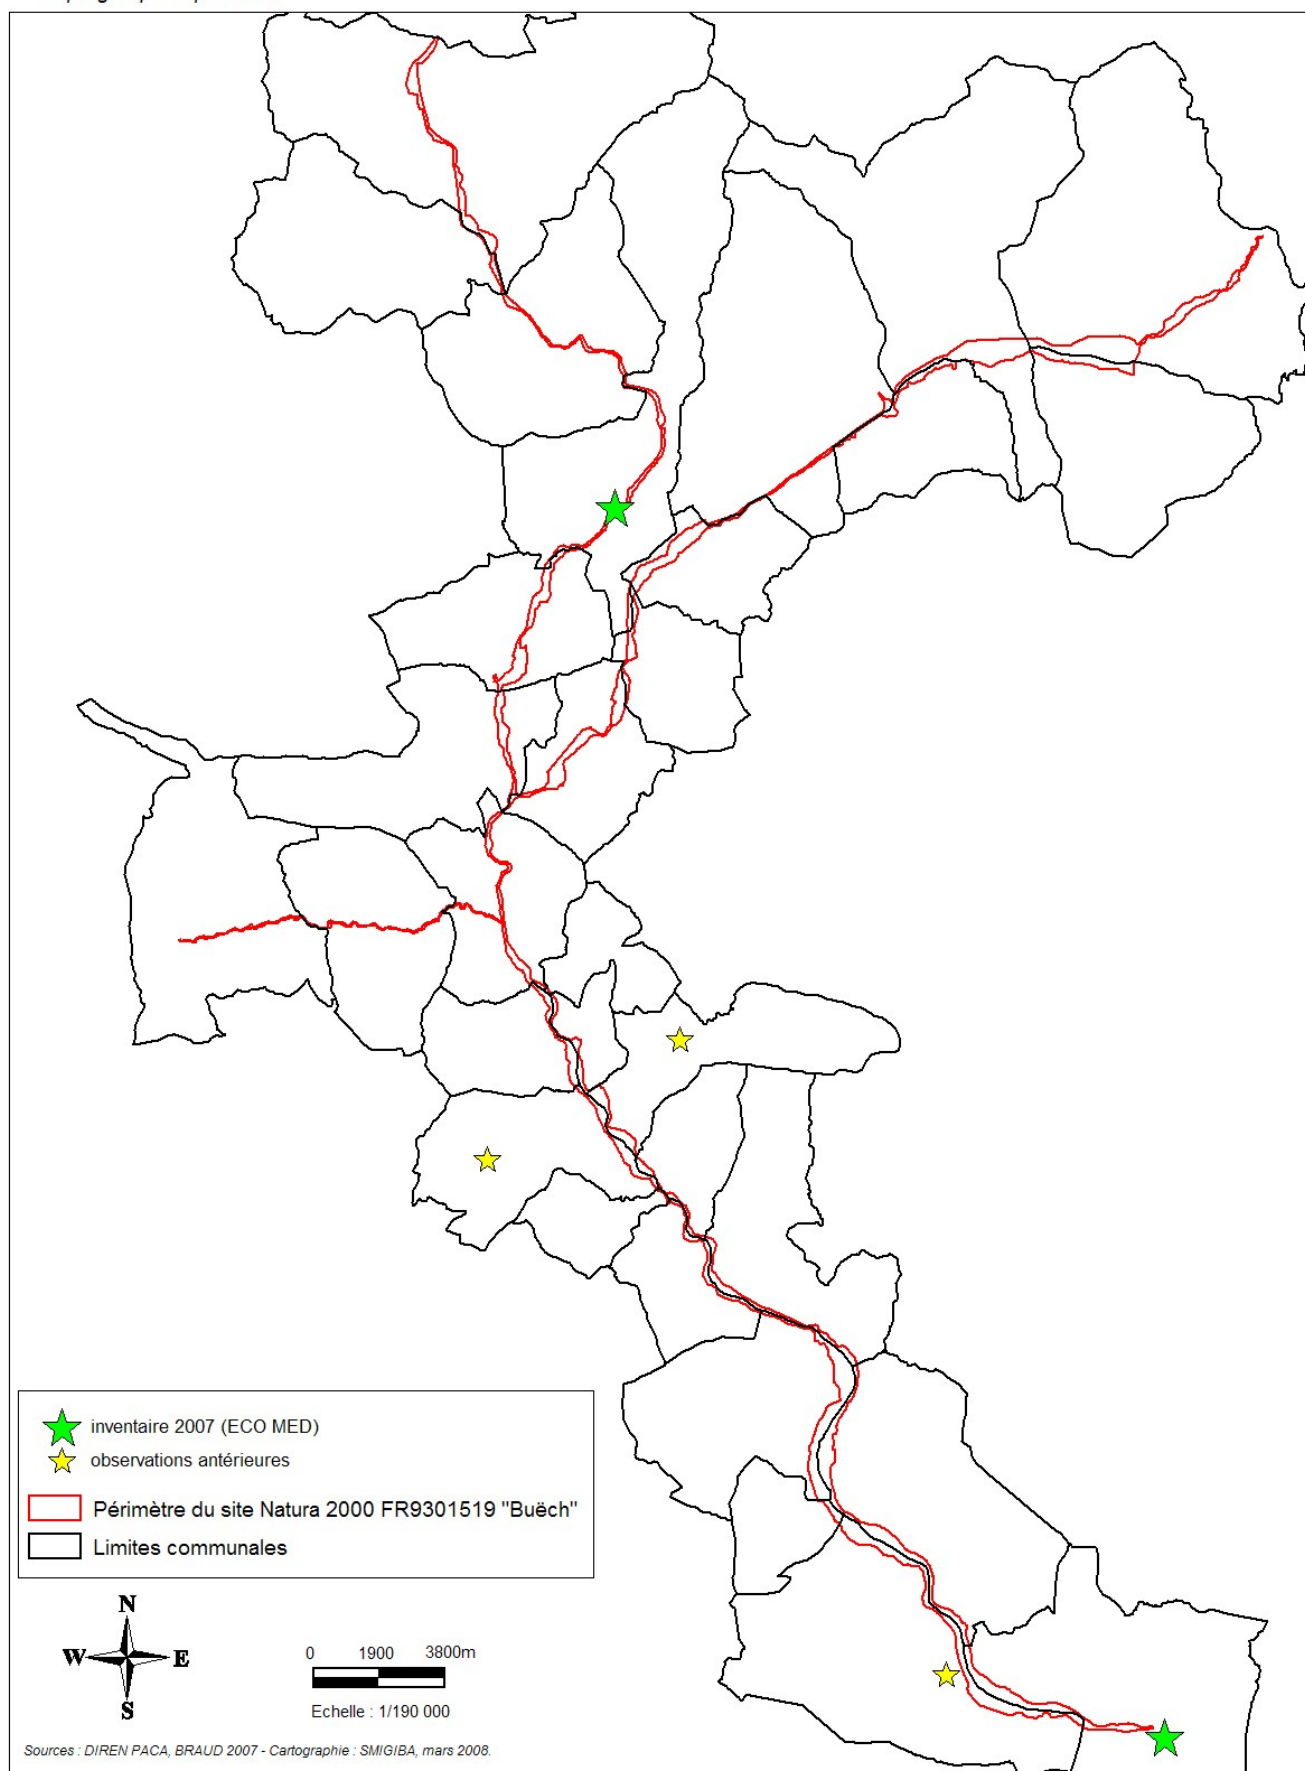 inventaire 2007 (ECO MED)
observations antérieures
Périmètre du site Natura 2000 FR9301519 "Buëch"
Limites communales
N
W E
S
0 1900 3800m
Echelle : 1/190 000
Sources : DIREN PACA, BRAUD 2007 - Cartographie : SMIGIBA, mars 2008.